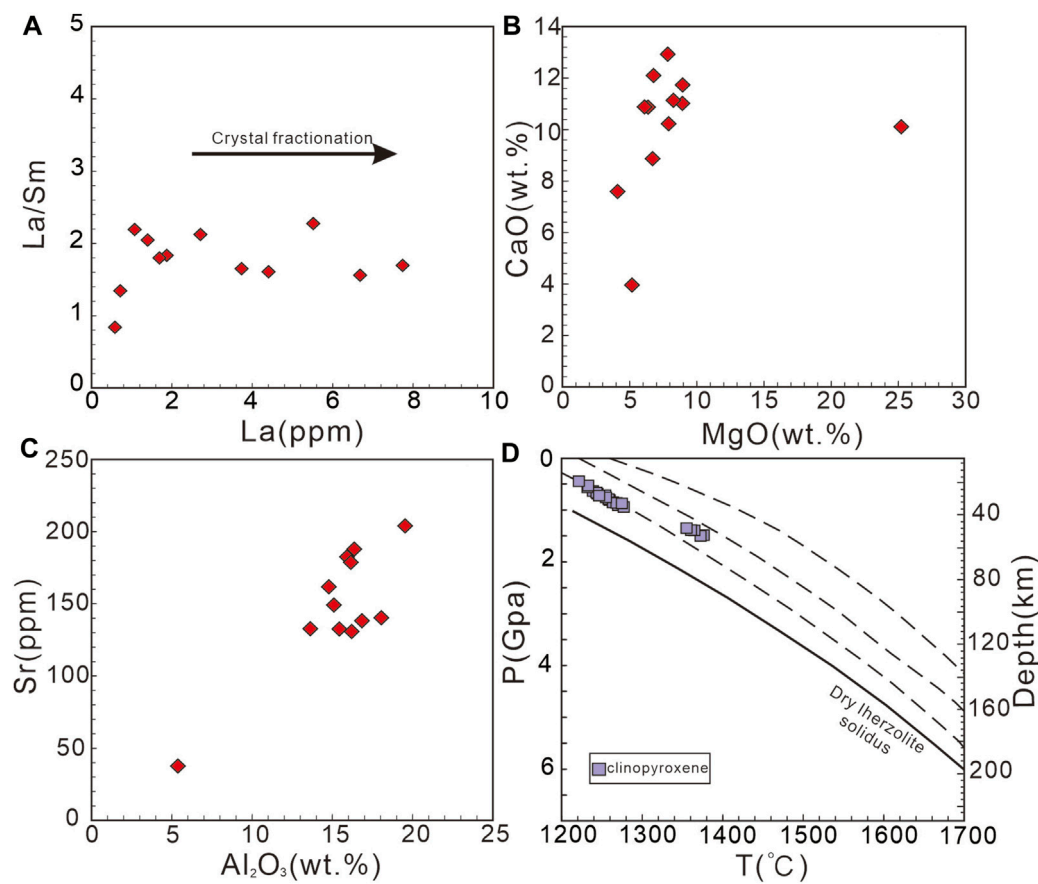 A
5
4
3
2
1
0
La/Sm
Crystal fractionation
0 2 4 6 8 10
La(ppm)
B
14
12
10
8
6
4
2
0
CaO(wt.%)
0 5 10 15 20 25 30
MgO(wt.%)
C
250
200
150
100
50
0
Sr(ppm)
0 5 10 15 20 25
Al₂O₃(wt.%)
D
0
2
4
6
P(Gpa)
Dry lherzolite
solidus
clinopyroxene
40
80
120
160
200
Depth(km)
1200 1300 1400 1500 1600 1700
T(°C)